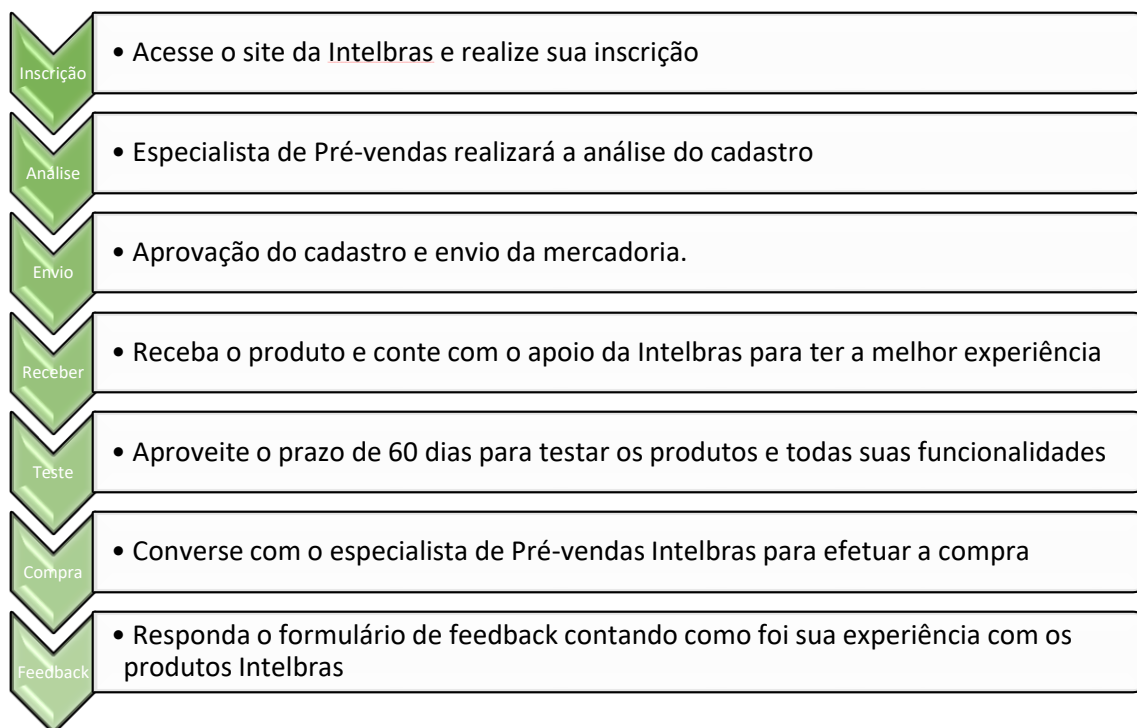 Inscrição
• Acesse o site da Intelbras e realize sua inscrição
Análise
• Especialista de Pré-vendas realizará a análise do cadastro
Envio
• Aprovação do cadastro e envio da mercadoria.
Receber
• Receba o produto e conte com o apoio da Intelbras para ter a melhor experiência
Teste
• Aproveite o prazo de 60 dias para testar os produtos e todas suas funcionalidades
Compra
• Converse com o especialista de Pré-vendas Intelbras para efetuar a compra
Feedback
• Responda o formulário de feedback contando como foi sua experiência com os
produtos Intelbras